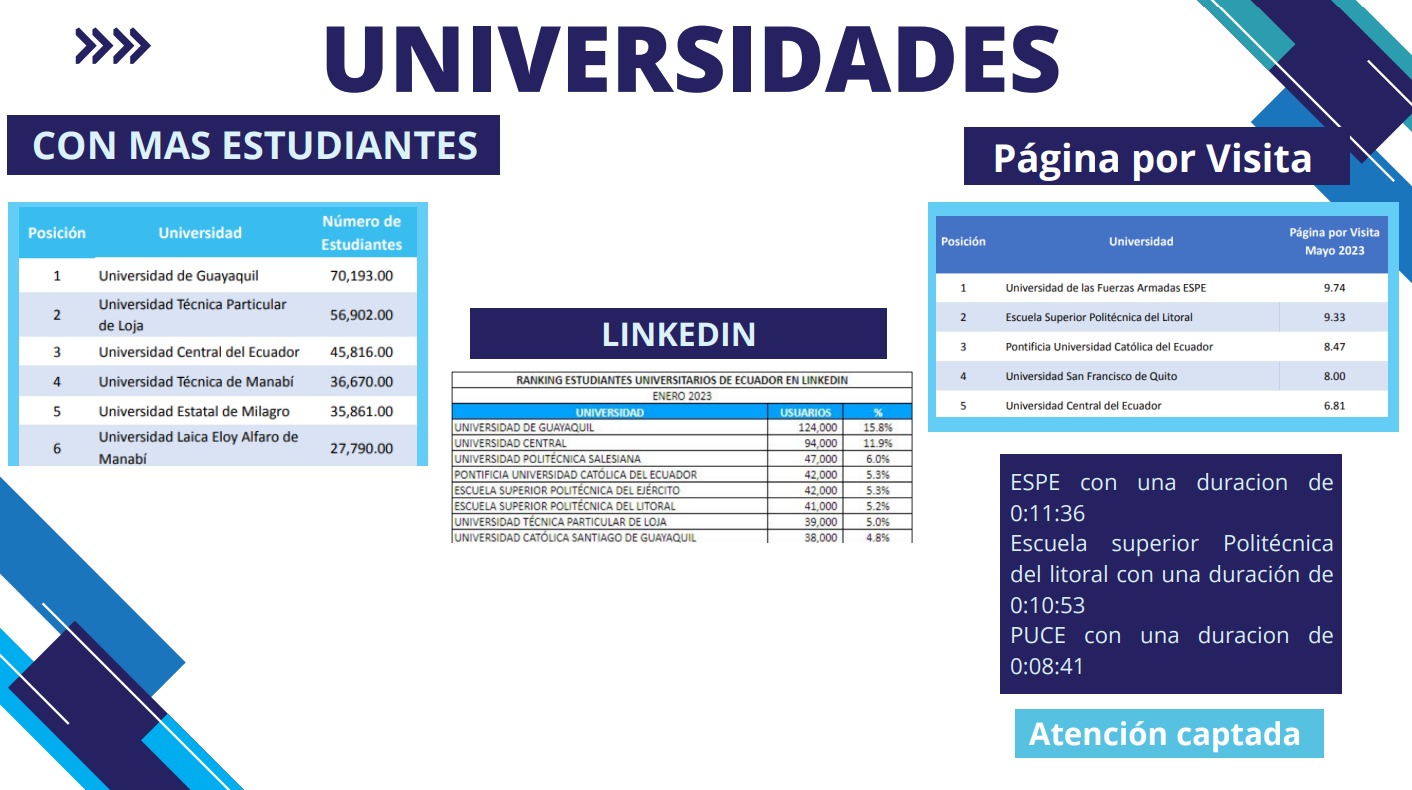 UNIVERSIDADES
CON MAS ESTUDIANTES
Posición Universidad Número de Estudiantes
1 Universidad de Guayaquil 70,193.00
2 Universidad Técnica Particular de Loja 56,902.00
3 Universidad Central del Ecuador 45,816.00
4 Universidad Técnica de Manabí 36,670.00
5 Universidad Estatal de Milagro 35,861.00
6 Universidad Laica Eloy Alfaro de Manabí 27,790.00
LINKEDIN
RANKING ESTUDIANTES UNIVERSITARIOS DE ECUADOR EN LINKEDIN
ENERO 2023
UNIVERSIDAD USUARIOS %
UNIVERSIDAD DE GUAYAQUIL 124,000 15.8%
UNIVERSIDAD CENTRAL 94,000 11.9%
UNIVERSIDAD POLITÉCNICA SALESIANA 47,000 6.0%
PONTIFICIA UNIVERSIDAD CATÓLICA DEL ECUADOR 42,000 5.3%
ESCUELA SUPERIOR POLITÉCNICA DEL EJÉRCITO 42,000 5.3%
ESCUELA SUPERIOR POLITÉCNICA DEL LITORAL 41,000 5.2%
UNIVERSIDAD TÉCNICA PARTICULAR DE LOJA 39,000 5.0%
UNIVERSIDAD CATÓLICA SANTIAGO DE GUAYAQUIL 38,000 4.8%
Página por Visita
Posición Universidad Página por Visita Mayo 2023
1 Universidad de las Fuerzas Armadas ESPE 9.74
2 Escuela Superior Politécnica del Litoral 9.33
3 Pontificia Universidad Católica del Ecuador 8.47
4 Universidad San Francisco de Quito 8.00
5 Universidad Central del Ecuador 6.81
ESPE con una duracion de
0:11:36
Escuela superior Politécnica
del litoral con una duración de
0:10:53
PUCE con una duracion de
0:08:41
Atención captada